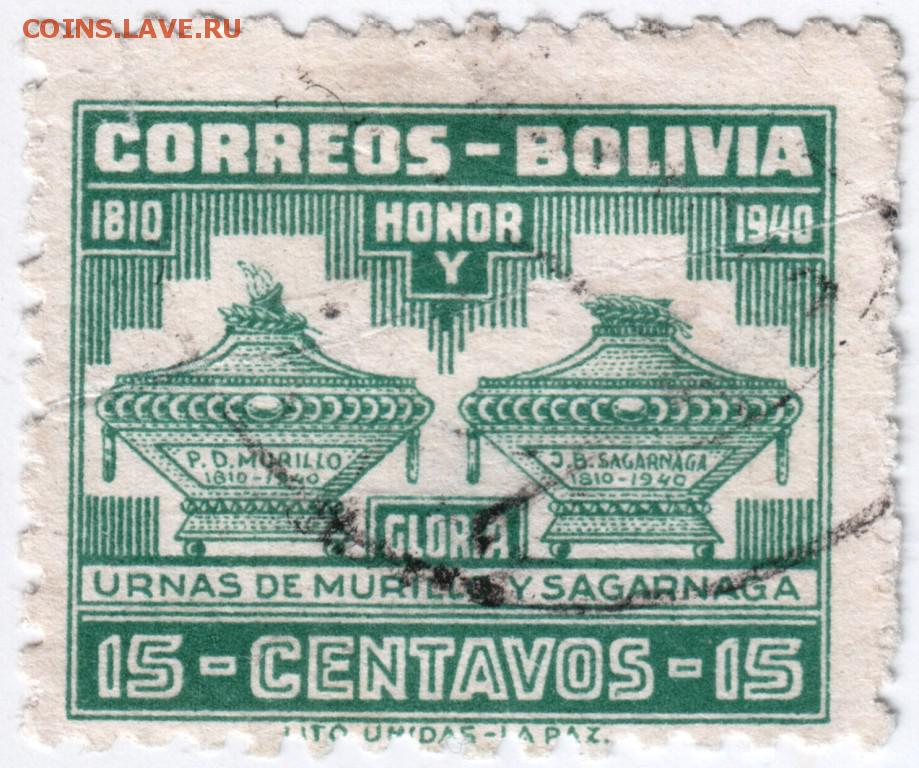 COINS.LAVE.RU
CORREOS - BOLIVIA
1810 HONOR 1940
Y
P. D. MURILLO
1810-1940
J. B. SAGARNAGA
1810-1940
GLORIA
URNAS DE MURILLO Y SAGARNAGA
15 - CENTAVOS - 15
LITO. UNIDAS - LA PAZ.